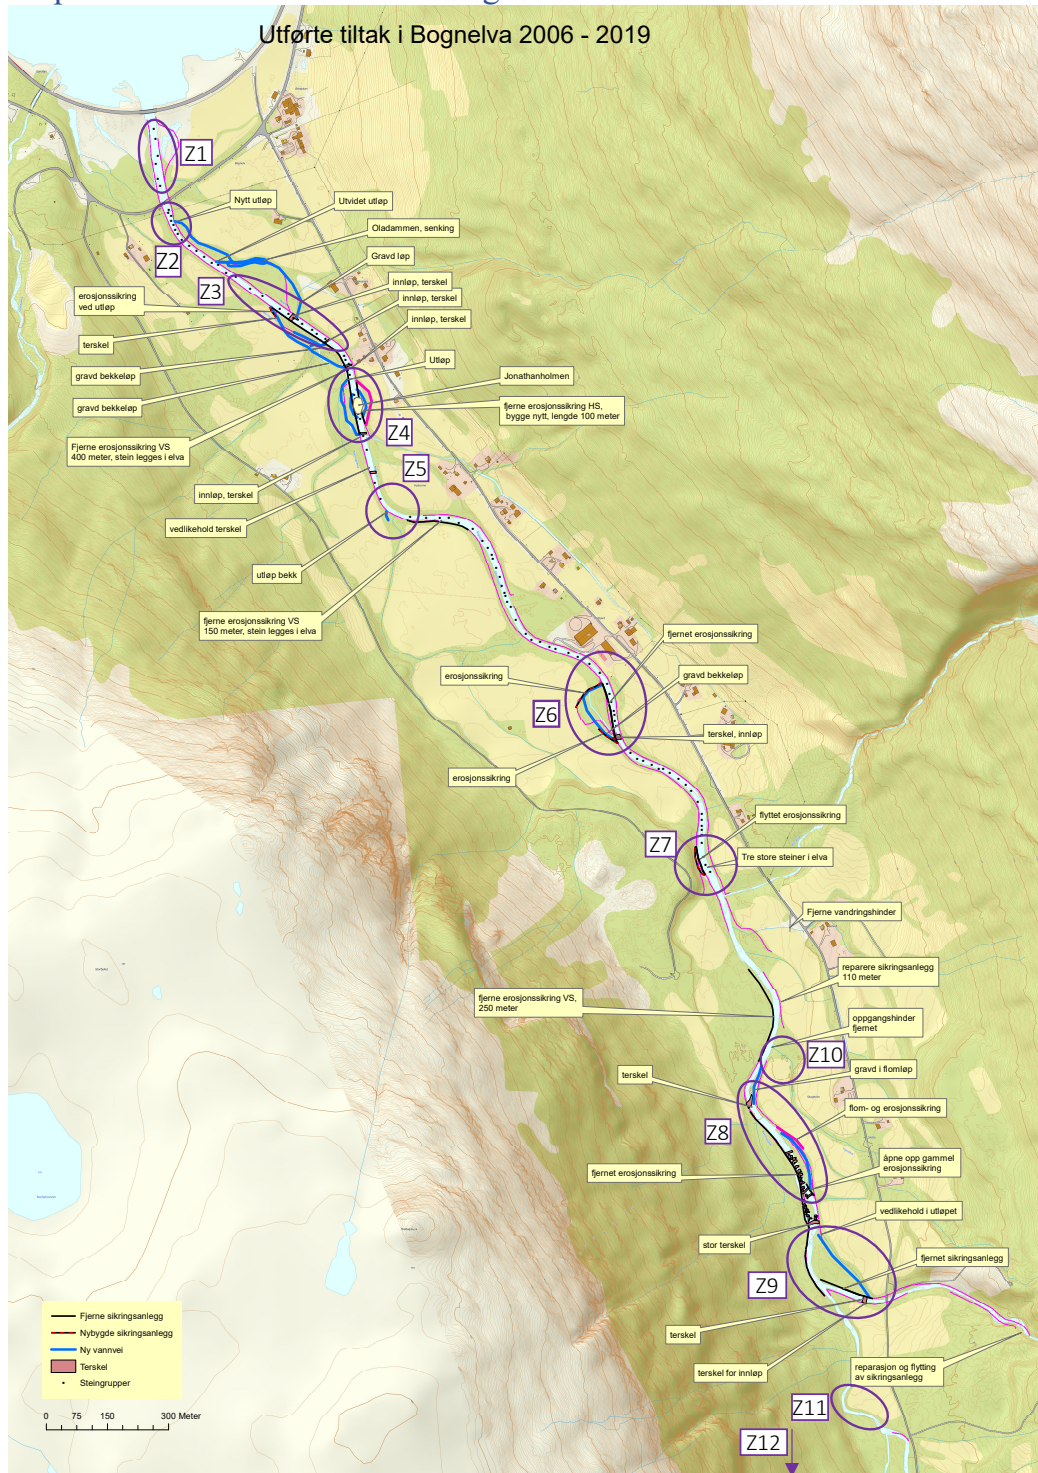 Utførte tiltak i Bognelva 2006 - 2019
Z1
Nytt utløp
Utvidet utløp
Z2
Oladammen, senking
Gravd løp
Z3
innløp, terskel
erosjonssikring
ved utløp
innløp, terskel
innløp, terskel
terskel
Utløp
gravd bekkeløp
Jonathanholmen
gravd bekkeløp
fjerne erosjonssikring HS,
bygge nytt, lengde 100 meter
Z4
Fjerne erosjonssikring VS
400 meter, stein legges i elva
Z5
innløp, terskel
vedlikehold terskel
utløp bekk
fjerne erosjonssikring VS
150 meter, stein legges i elva
fjernet erosjonssikring
erosjonssikring
gravd bekkeløp
Z6
terskel, innløp
erosjonssikring
flyttet erosjonssikring
Z7
Tre store steiner i elva
Fjerne vandringshinder
reparere sikringsanlegg
110 meter
fjerne erosjonssikring VS,
250 meter
oppgangshinder
fjernet
Z10
gravd i flomløp
terskel
flom- og erosjonssikring
Z8
åpne opp gammel
erosjonssikring
fjernet erosjonssikring
vedlikehold i utløpet
stor terskel
fjernet sikringsanlegg
Z9
terskel
terskel for innløp
reparasjon og flytting
av sikringsanlegg
Z11
Z12
Fjerne sikringsanlegg
Nybygde sikringsanlegg
Ny vannvei
Terskel
Steingrupper
0 75 150 300 Meter